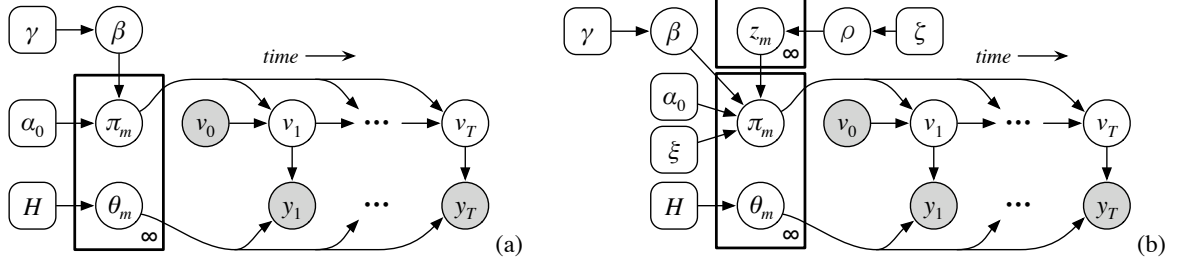 γ β
time
α0 πm v0 v1 ... vT
H θm y1 ... yT
∞
(a)
γ β zm ρ ζ
∞
time
α0
πm v0 v1 ... vT
ξ
H θm y1 ... yT
∞
(b)